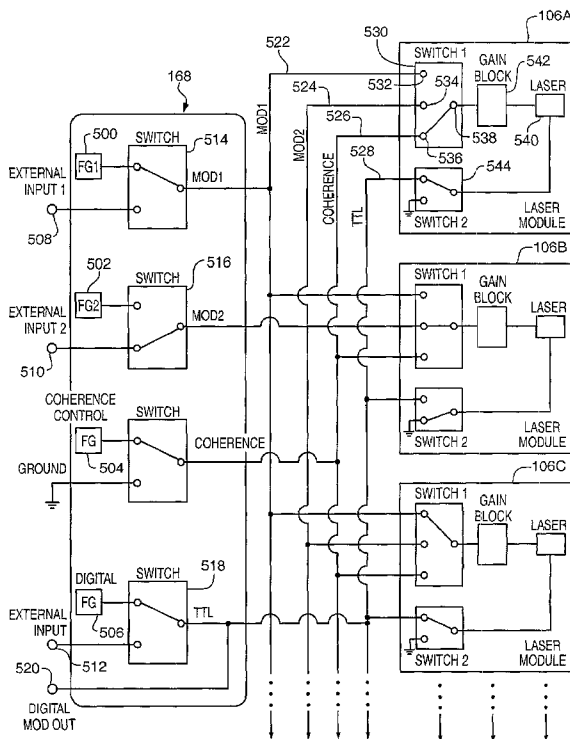 106A
522
530
SWITCH 1
542
GAIN
BLOCK
LASER
524
532
534
526
538
540
536
528
544
SWITCH 2
LASER
MODULE
168
500
SWITCH
514
FG1
EXTERNAL
INPUT 1
MOD1
508
MOD1
MOD2
COHERENCE
TTL
502
SWITCH
516
FG2
EXTERNAL
INPUT 2
MOD2
510
106B
SWITCH 1
GAIN
BLOCK
LASER
SWITCH 2
LASER
MODULE
COHERENCE
CONTROL
SWITCH
FG
COHERENCE
GROUND
504
106C
SWITCH 1
GAIN
BLOCK
LASER
SWITCH 2
LASER
MODULE
DIGITAL
SWITCH
518
FG
TTL
EXTERNAL
INPUT
506
512
520
DIGITAL
MOD OUT